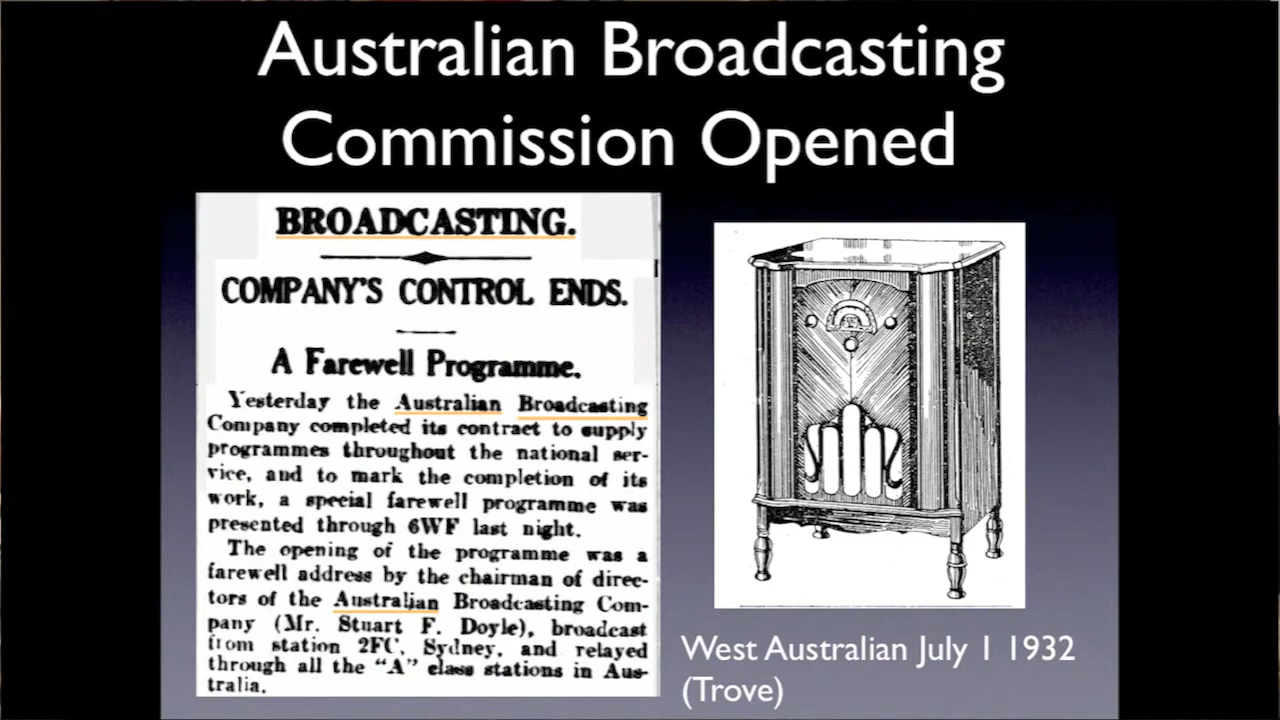 Australian Broadcasting
Commission Opened
BROADCASTING.
COMPANY'S CONTROL ENDS.
A Farewell Programme.
Yesterday the Australian Broadcasting
Company completed its contract to supply
programmes throughout the national ser-
vice, and to mark the completion of its
work, a special farewell programme was
presented through 6WF last night.
The opening of the programme was a
farewell address by the chairman of direc-
tors of the Australian Broadcasting Com-
pany (Mr. Stuart F. Doyle), broadcast
from station 2FC, Sydney, and relayed
through all the "A" class stations in Aus-
tralia.
West Australian July 1 1932
(Trove)